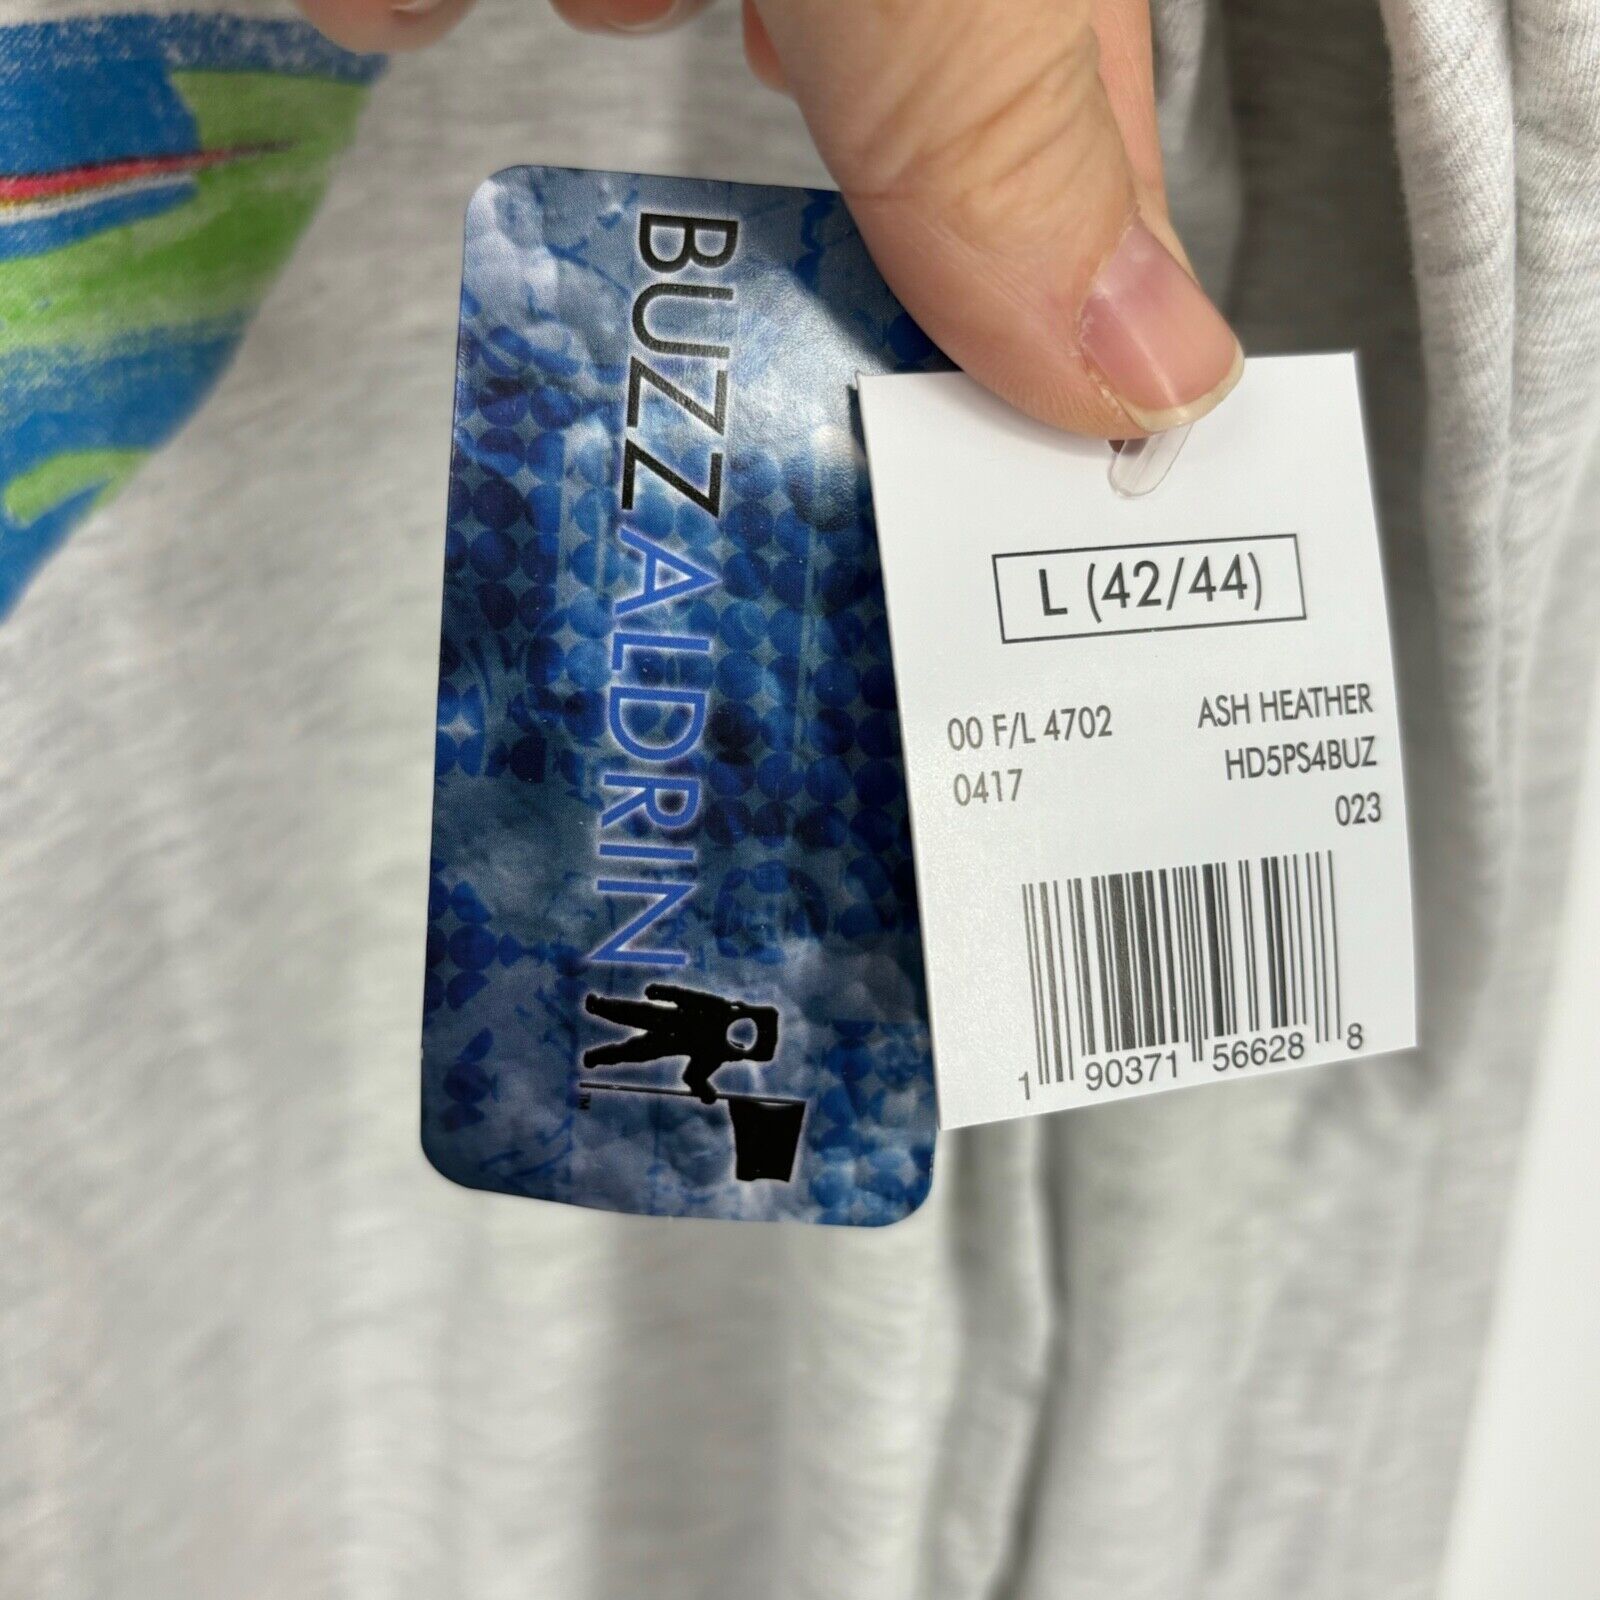 BUZZ ALDRIN
TM
L (42/44)
00 F/L 4702
ASH HEATHER
0417
HD5PS4BUZ
023
1 90371 56628 8